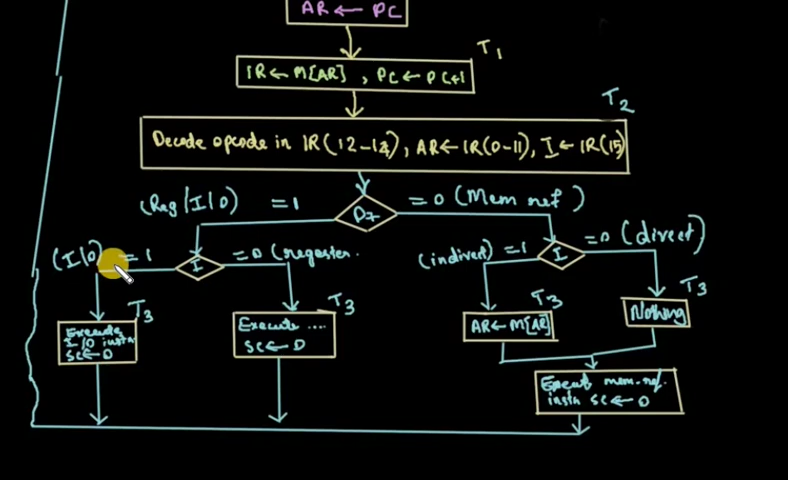 AR ← PC
T1
IR ← M[AR] , PC ← PC+1
T2
Decode opcode in IR(12-14), AR ← IR(0-11), I ← IR(15)
(Reg/I/O) =1
D7
=0 (Mem ref)
(I/O) =1
I
=0 (regester.
(indirect) =1
I
=0 (direct)
T3
T3
T3
T3
Execute
I/O instn
SC ← 0
Execute ....
SC ← 0
AR ← M[AR]
Nothing
Execut mem.ref.
instn SC ← 0